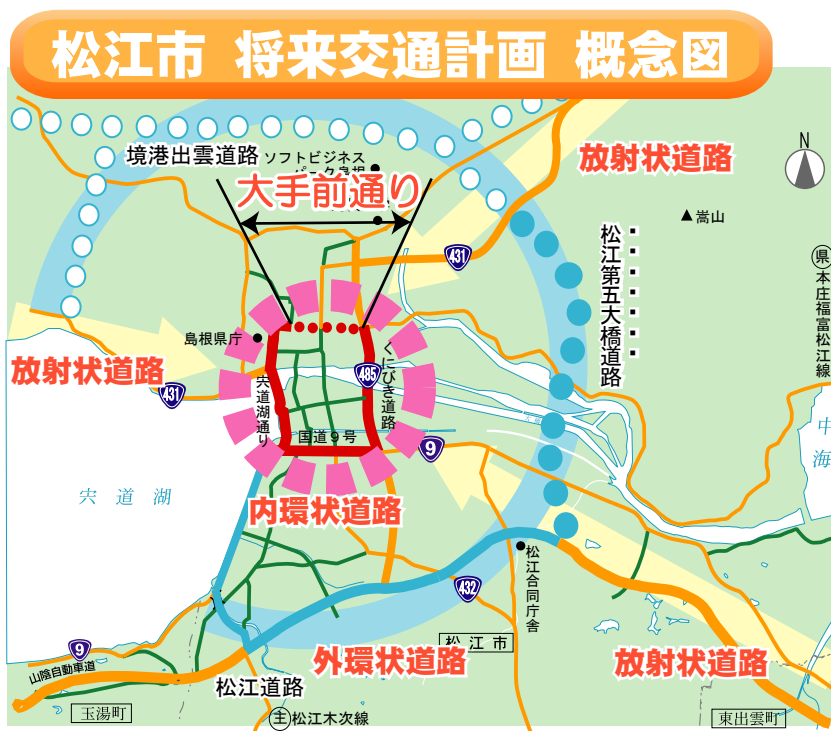 松江市 将来交通計画 概念図
境港出雲道路
ソフトビジネス
パーク島根
大手前通り
放射状道路
N
嵩山
431
松江第五大橋道路
県本庄福富松江線
島根県庁
くにびき道路
放射状道路
431
485
宍道湖通り
国道9号
9
中海
宍道湖
内環状道路
松江合同庁舎
432
松江市
9
外環状道路
放射状道路
山陰自動車道
松江道路
玉湯町
主松江木次線
東出雲町